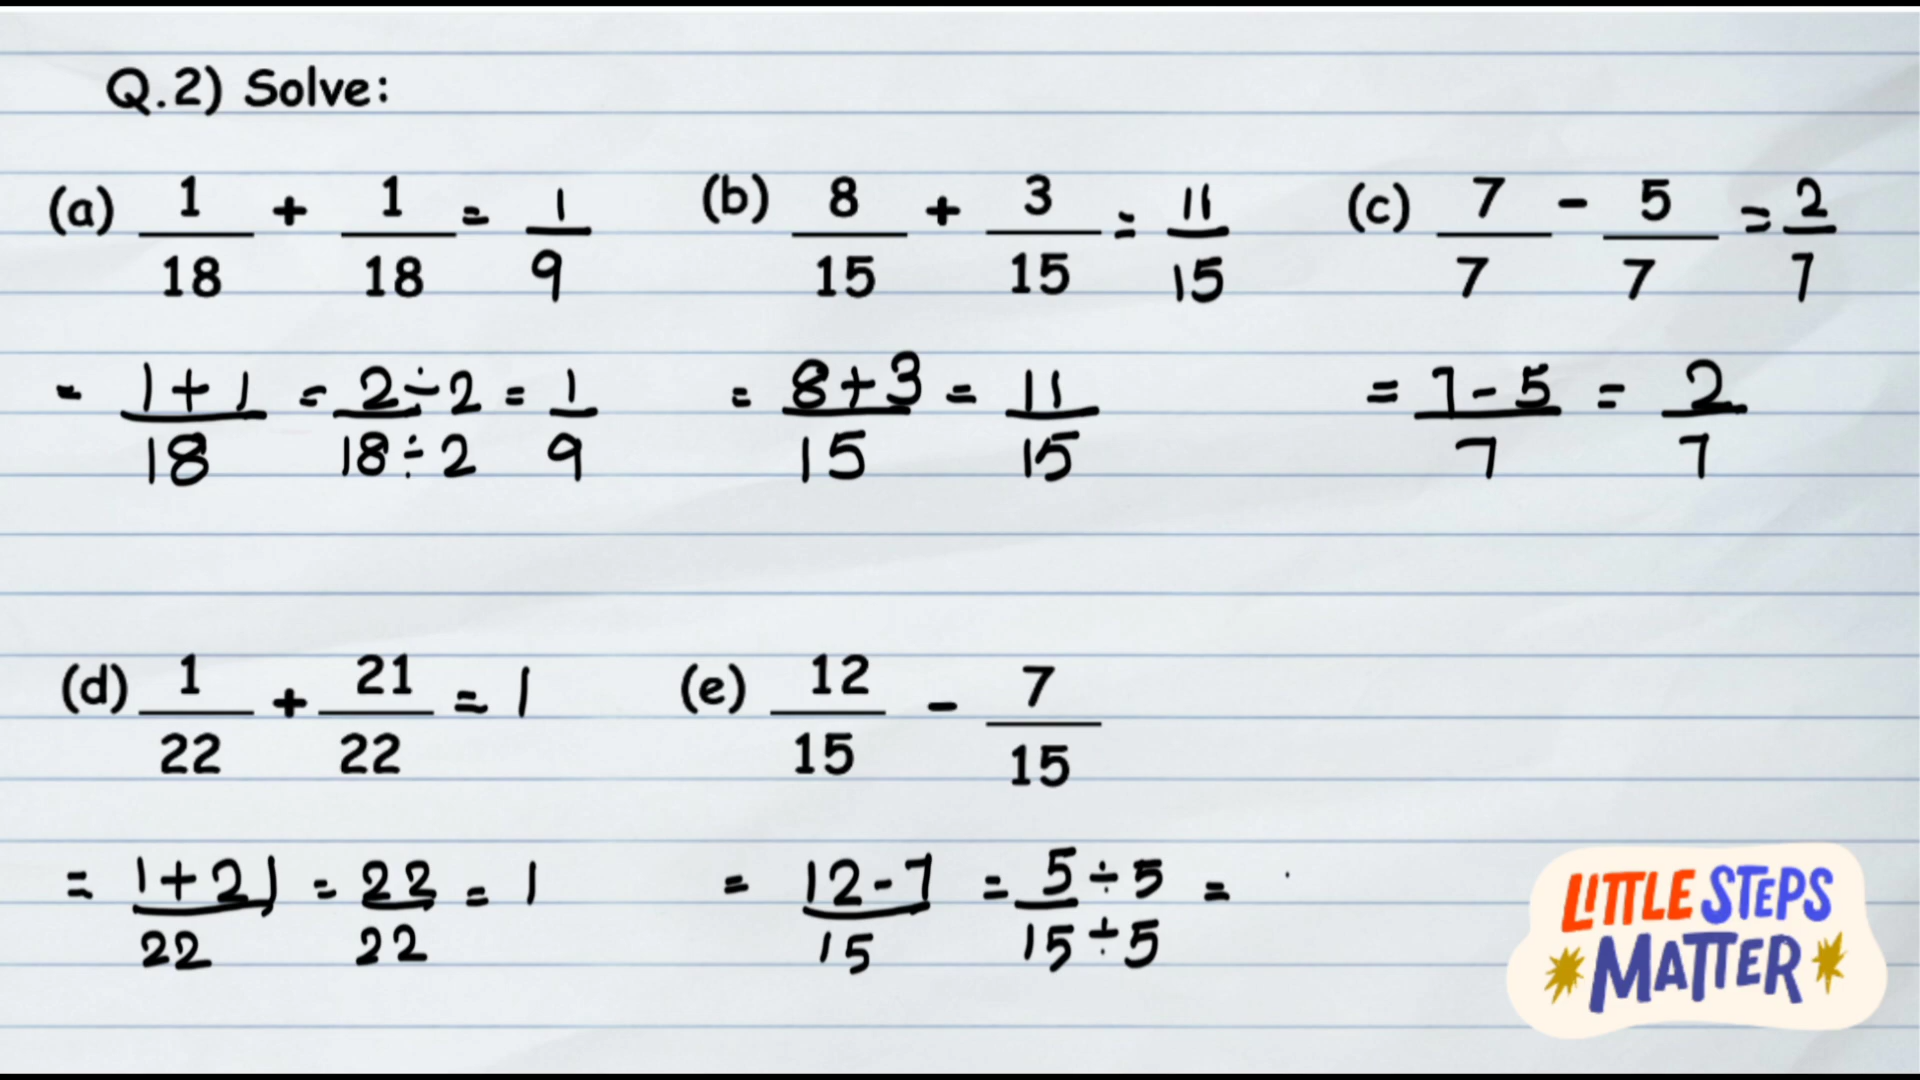 Q.2) Solve:
(a) 1/18 + 1/18 = 1/9 (b) 8/15 + 3/15 = 11/15 (c) 7/7 - 5/7 = 2/7
= 1+1/18 = 2÷2/18÷2 = 1/9 = 8+3/15 = 11/15 = 7-5/7 = 2/7
(d) 1/22 + 21/22 = 1 (e) 12/15 - 7/15
= 1+21/22 = 22/22 = 1 = 12-7/15 = 5÷5/15÷5 =
LITTLE STEPS
MATTER